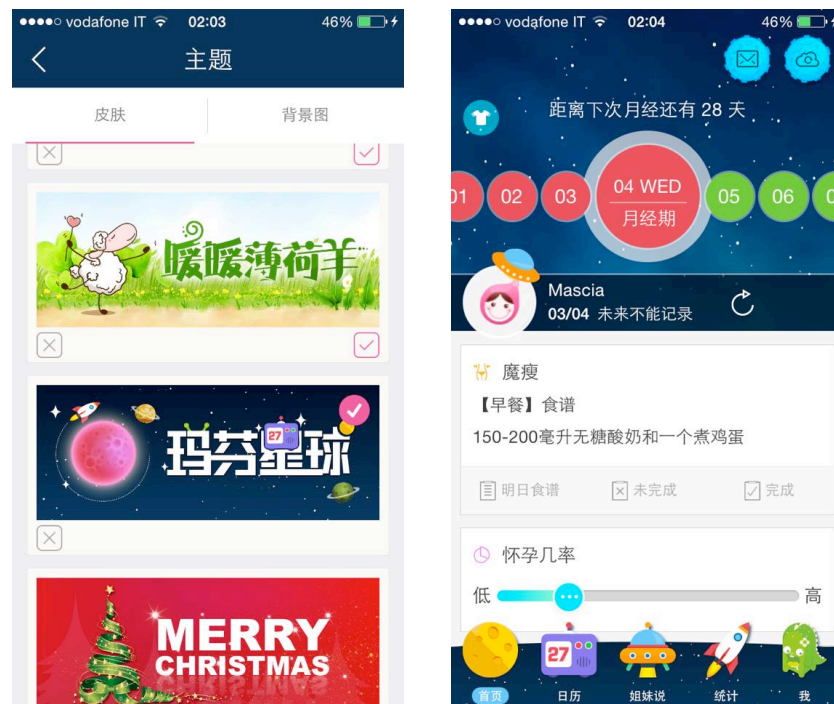 vodafone IT 02:03 46%
主题
皮肤 背景图
暖暖薄荷羊
玛芬星球
27
MERRY
CHRISTMAS
vodafone IT 02:04 46%
距离下次月经还有 28 天
01 02 03 04 WED 05 06
月经期
Mascia
03/04 未来不能记录
魔瘦
【早餐】食谱
150-200毫升无糖酸奶和一个煮鸡蛋
明日食谱 未完成 完成
怀孕几率
低 高
27
首页 日历 姐妹说 统计 我